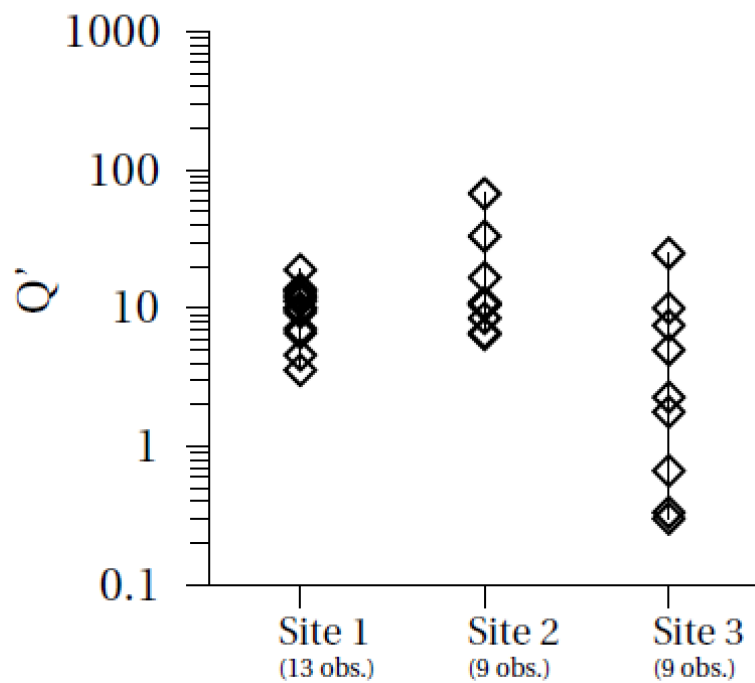 1000
100
10
1
0.1
Q’
Site 1
(13 obs.)
Site 2
(9 obs.)
Site 3
(9 obs.)